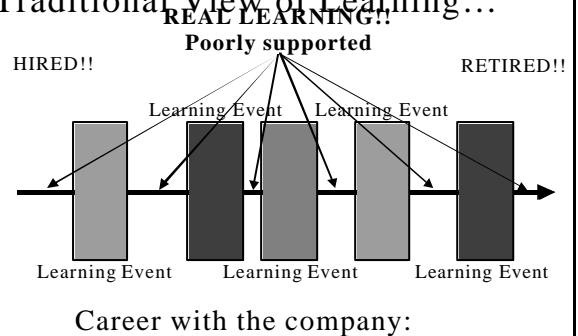 Traditional View of Learning…
REAL LEARNING!!
Poorly supported
HIRED!!
RETIRED!!
Learning Event
Learning Event
Learning Event
Learning Event
Learning Event
Career with the company: